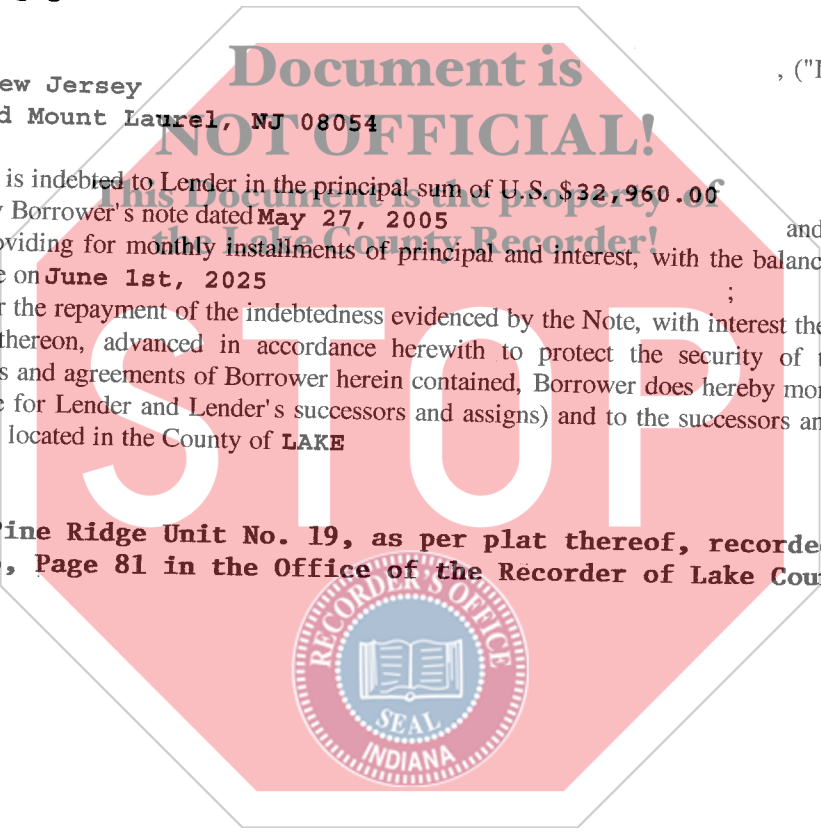 Document is
, ("
ew Jersey
d Mount Laurel, NJ 08054
NOT OFFICIAL!
is indebted to Lender in the principal sum of U.S. $32,960.00
This Document is the property of
y Borrower's note dated May 27, 2005 and
the Lake County Recorder!
oviding for monthly installments of principal and interest, with the balanc
e on June 1st, 2025
;
r the repayment of the indebtedness evidenced by the Note, with interest the
thereon, advanced in accordance herewith to protect the security of t
s and agreements of Borrower herein contained, Borrower does hereby mor
e for Lender and Lender's successors and assigns) and to the successors an
located in the County of LAKE
STOP
Pine Ridge Unit No. 19, as per plat thereof, recorde
, Page 81 in the Office of the Recorder of Lake Cou
RECORDER'S OFFICE
SEAL
INDIANA